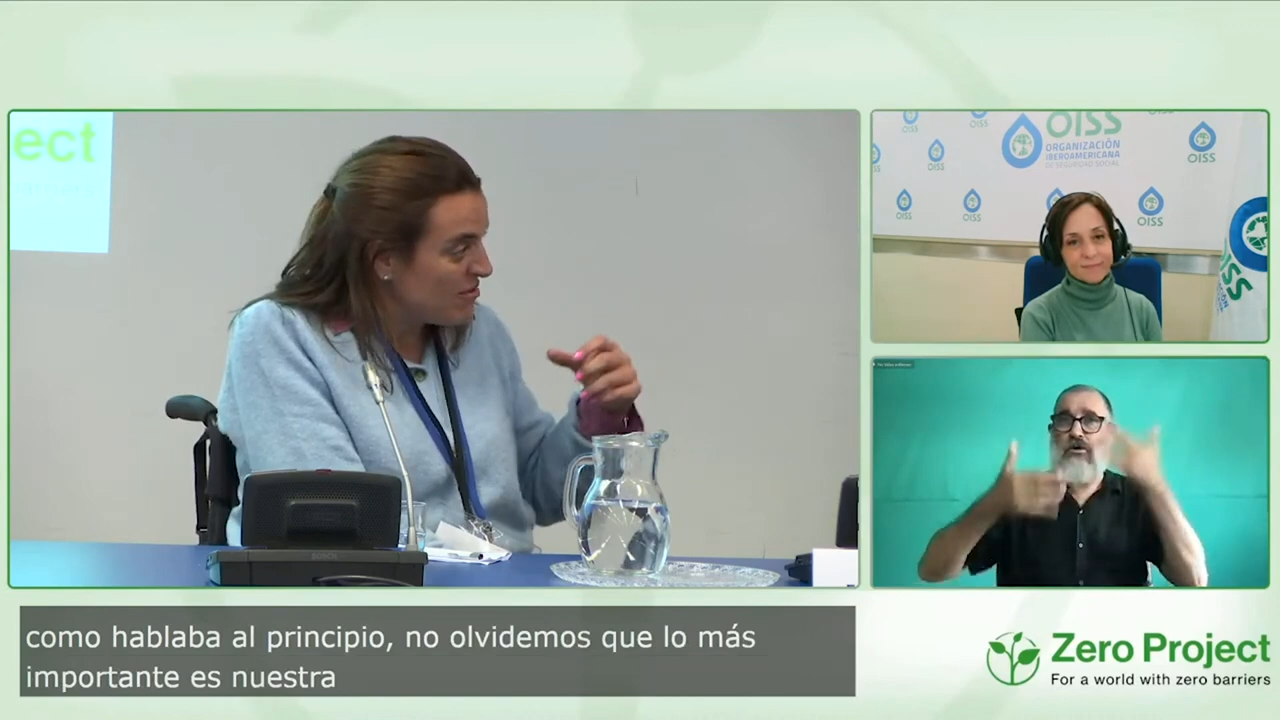 ect
OISS
ORGANIZACIÓN
IBEROAMERICANA
DE SEGURIDAD SOCIAL
OISS
OISS
OISS
OISS
OISS
OISS
OISS
BOSCH
como hablaba al principio, no olvidemos que lo más
importante es nuestra
Zero Project
For a world with zero barriers